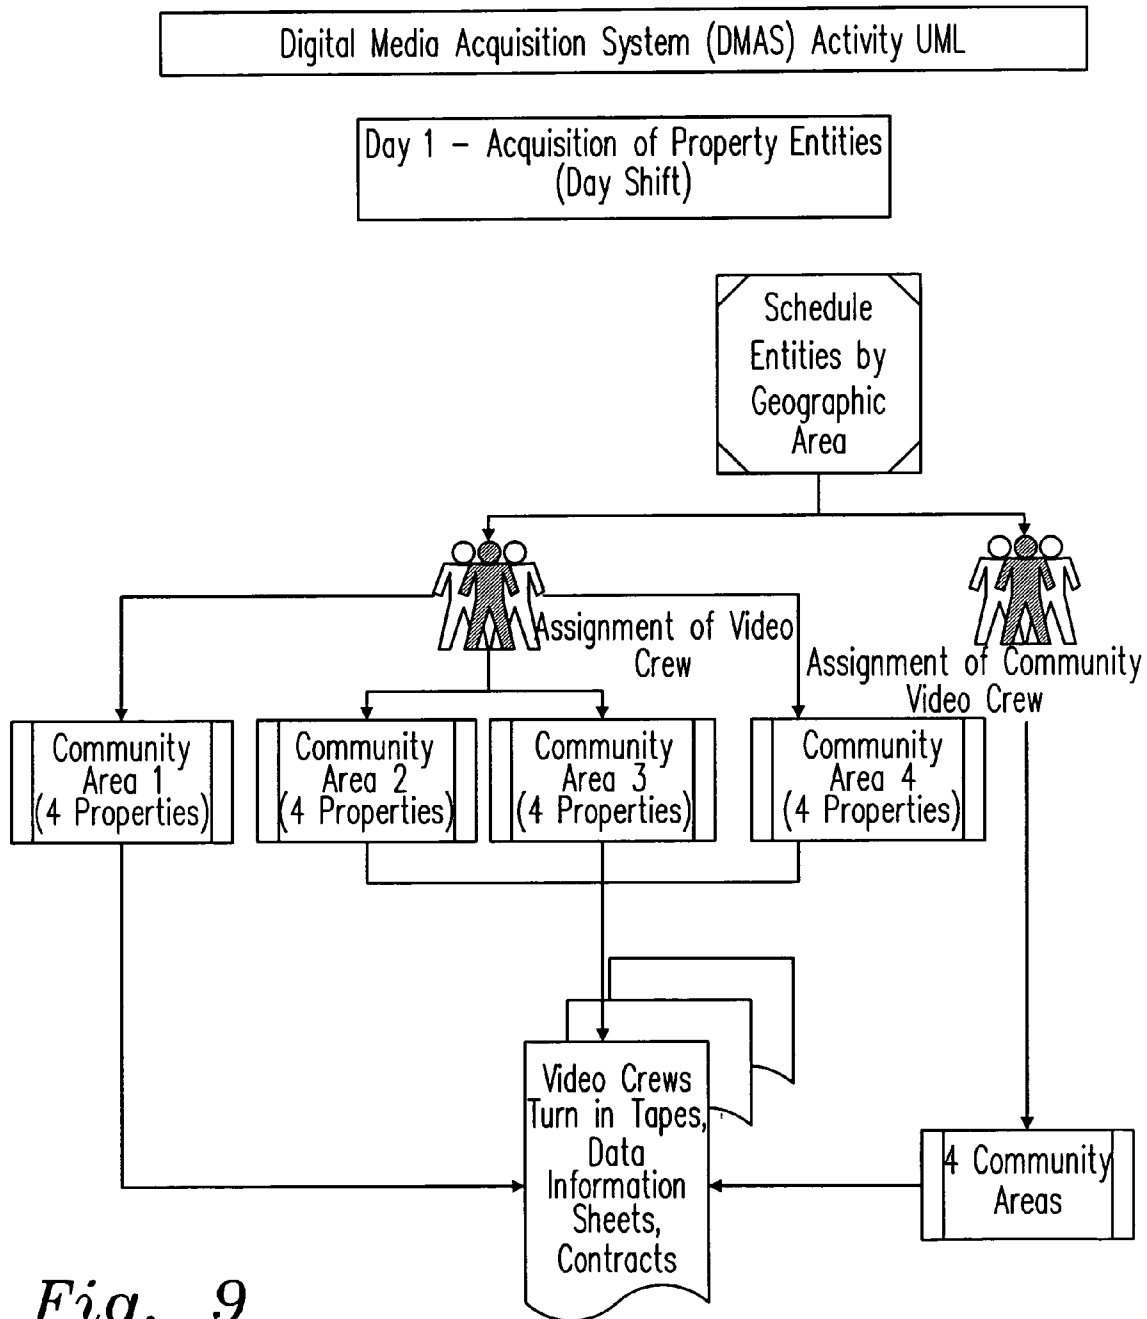 Digital Media Acquisition System (DMAS) Activity UML
Day 1 – Acquisition of Property Entities
(Day Shift)
Schedule
Entities by
Geographic
Area
Assignment of Video
Crew
Assignment of Community
Video Crew
Community
Area 1
(4 Properties)
Community
Area 2
(4 Properties)
Community
Area 3
(4 Properties)
Community
Area 4
(4 Properties)
Video Crews
Turn in Tapes,
Data
Information
Sheets,
Contracts
4 Community
Areas
Fig. 9